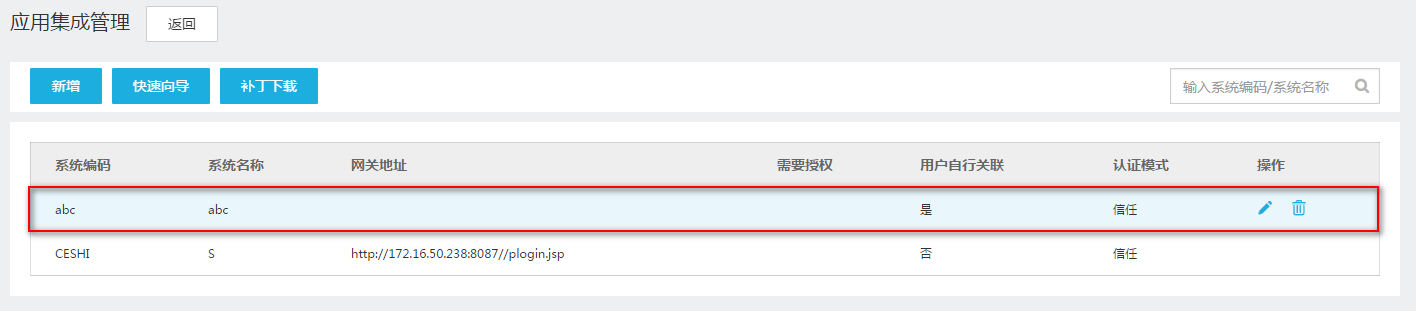 应用集成管理 返回
新增 快速向导 补丁下载 输入系统编码/系统名称
系统编码 系统名称 网关地址 需要授权 用户自行关联 认证模式 操作
abc abc 是 信任
CESHI S http://172.16.50.238:8087//plogin.jsp 否 信任